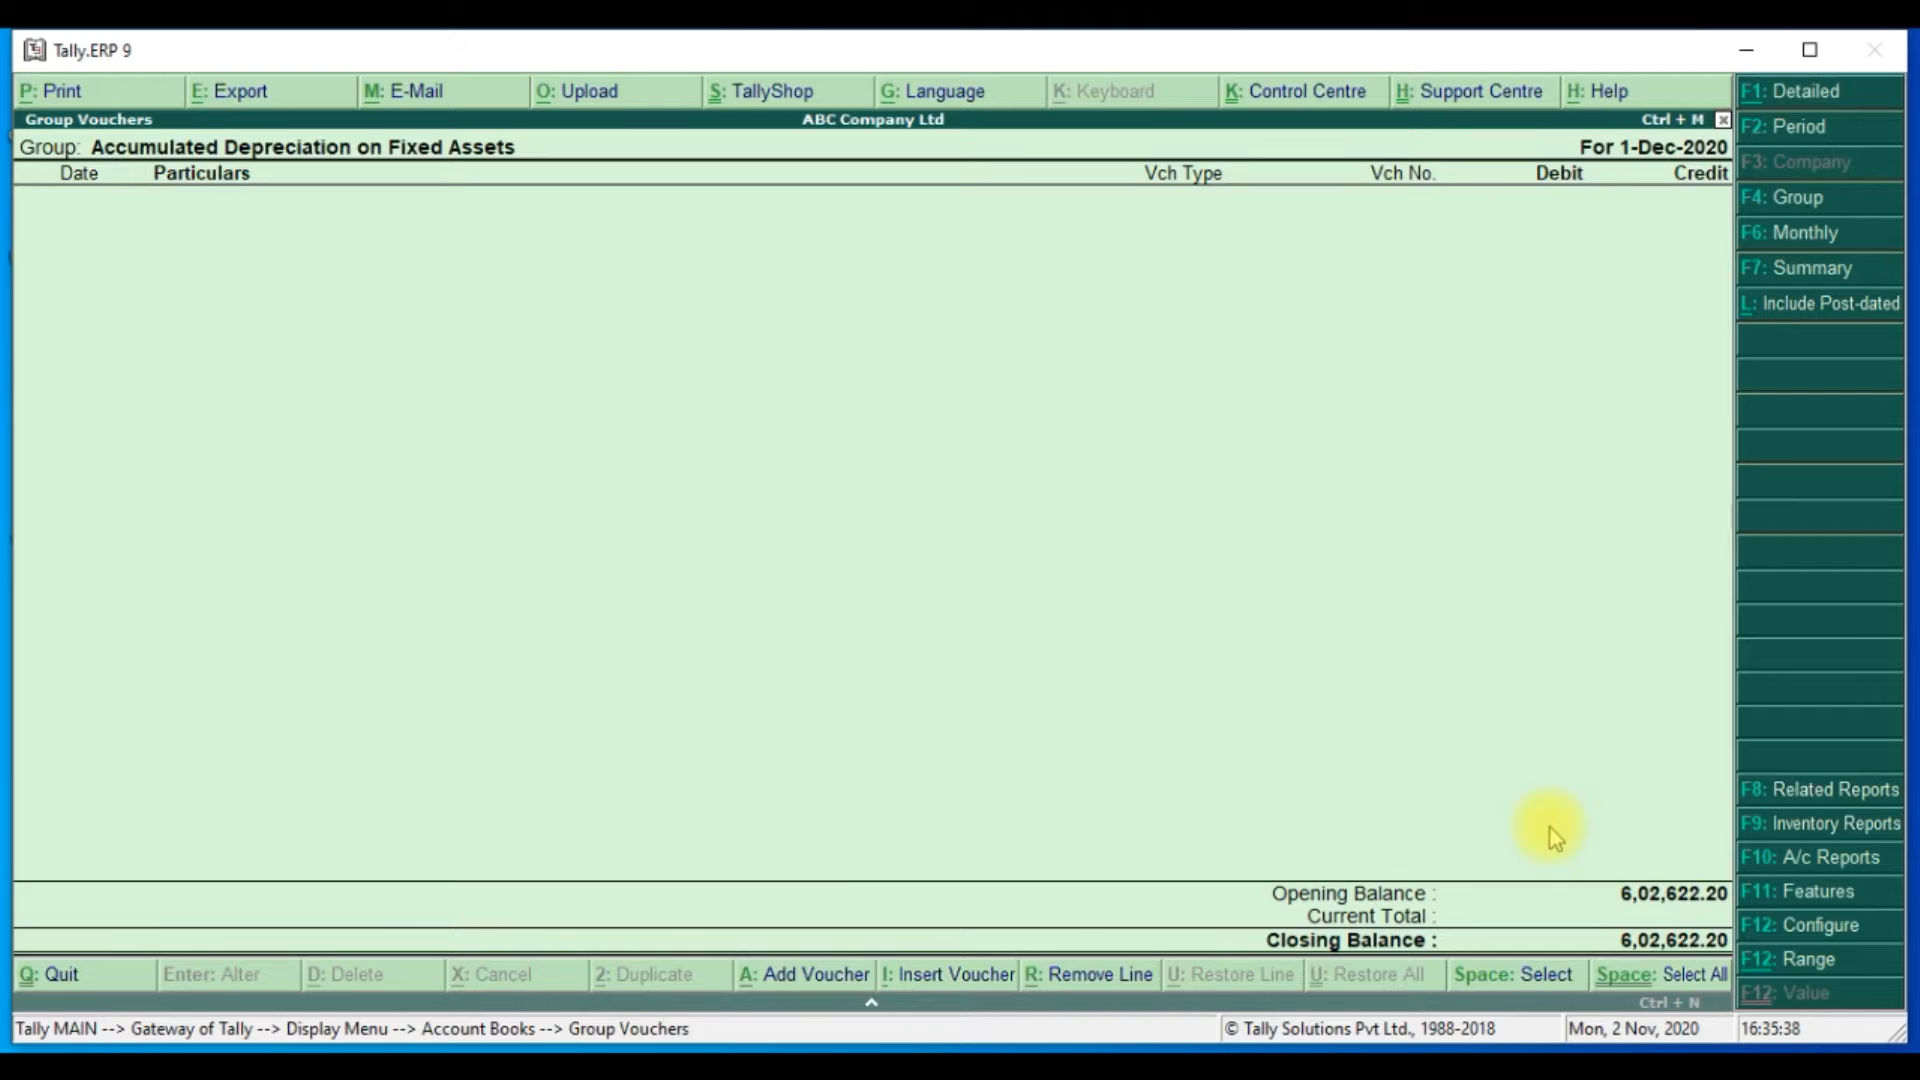 Tally.ERP 9
P: Print E: Export M: E-Mail O: Upload S: TallyShop G: Language K: Keyboard K: Control Centre H: Support Centre H: Help
Group Vouchers ABC Company Ltd Ctrl + M
Group: Accumulated Depreciation on Fixed Assets For 1-Dec-2020
Date Particulars Vch Type Vch No. Debit Credit
Opening Balance : 6,02,622.20
Current Total :
Closing Balance : 6,02,622.20
Q: Quit Enter: Alter D: Delete X: Cancel 2: Duplicate A: Add Voucher I: Insert Voucher R: Remove Line U: Restore Line U: Restore All Space: Select Space: Select All
Ctrl + N
F1: Detailed
F2: Period
F3: Company
F4: Group
F6: Monthly
F7: Summary
L: Include Post-dated
F8: Related Reports
F9: Inventory Reports
F10: A/c Reports
F11: Features
F12: Configure
F12: Range
F12: Value
Tally MAIN --> Gateway of Tally --> Display Menu --> Account Books --> Group Vouchers © Tally Solutions Pvt Ltd., 1988-2018 Mon, 2 Nov, 2020 16:35:38